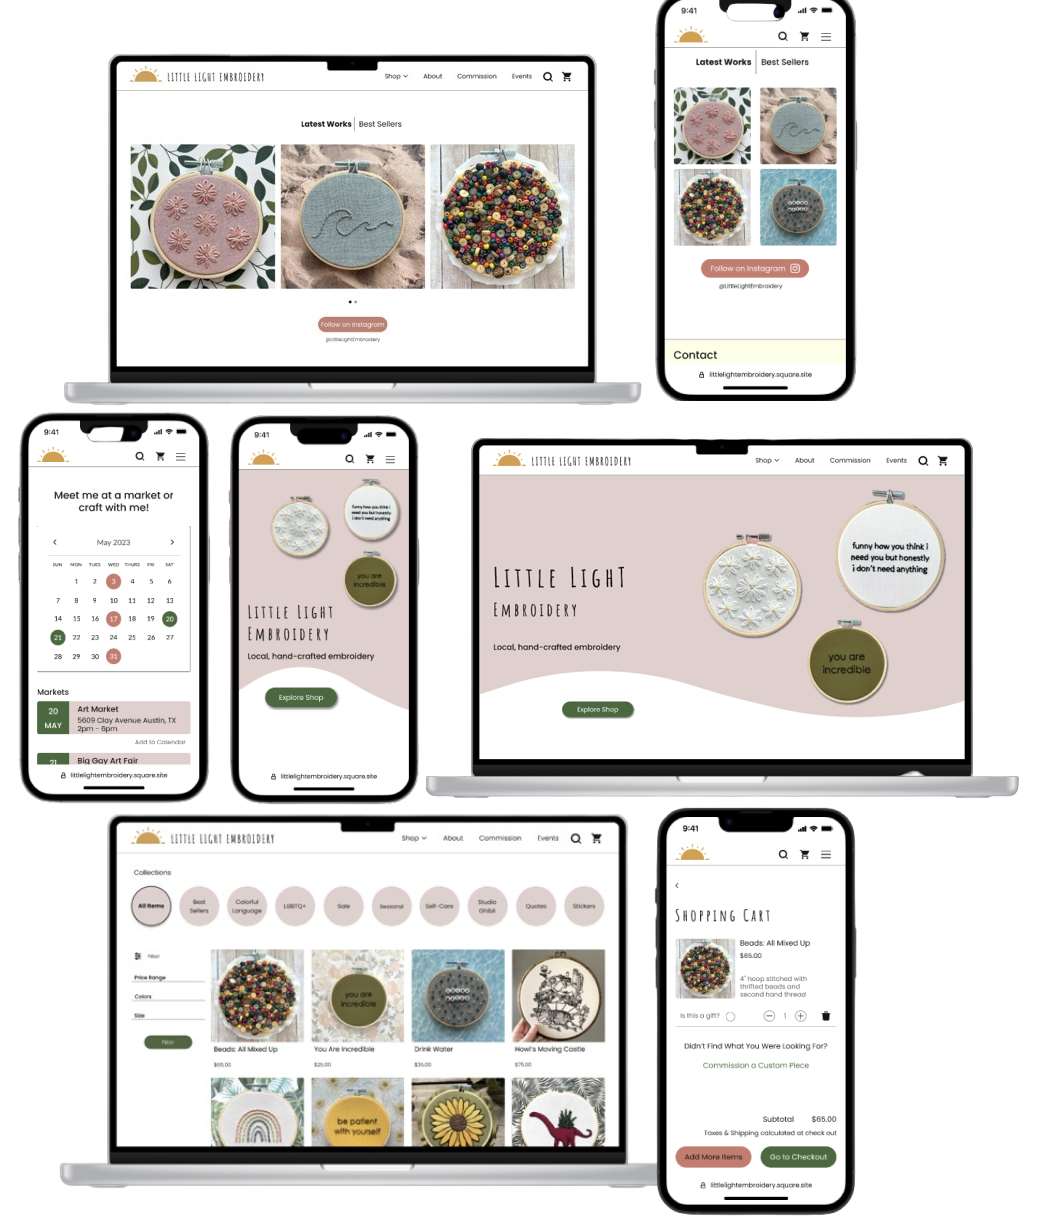 LITTLE LIGHT EMBROIDERY
Shop About Commission Events
Latest Works Best Sellers
Follow on Instagram
@LittleLightEmbroidery
9:41
Latest Works Best Sellers
Follow on Instagram
@LittleLightEmbroidery
Contact
littlelightembroidery.square.site
9:41
Meet me at a market or
craft with me!
May 2023
SUN MON TUES WED THURS FRI SAT
1 2 3 4 5 6
7 8 9 10 11 12 13
14 15 16 17 18 19 20
21 22 23 24 25 26 27
28 29 30 31
Markets
20
MAY
Art Market
5609 Clay Avenue Austin, TX
2pm - 6pm
Add to Calendar
21
Big Gay Art Fair
littlelightembroidery.square.site
9:41
funny how you think i
need you but honestly
i don't need anything
you are
incredible
LITTLE LIGHT
EMBROIDERY
Local, hand-crafted embroidery
Explore Shop
littlelightembroidery.square.site
LITTLE LIGHT EMBROIDERY
Shop About Commission Events
funny how you think i
need you but honestly
i don't need anything
LITTLE LIGHT
EMBROIDERY
Local, hand-crafted embroidery
you are
incredible
Explore Shop
LITTLE LIGHT EMBROIDERY
Shop About Commission Events
Collections
All Items
Best
Sellers
Colorful
Language
LGBTQ+
Sale
Seasonal
Self-Care
Studio
Ghibli
Quotes
Stickers
Filter
Price Range
Colors
Size
Filter
you are
incredible
Beads: All Mixed Up
$65.00
You Are Incredible
$25.00
Drink Water
$35.00
Howl's Moving Castle
$75.00
be patient
with yourself
9:41
SHOPPING CART
Beads: All Mixed Up
$65.00
4" hoop stitched with
thrifted beads and
second hand thread
Is this a gift? 1
Didn't Find What You Were Looking For?
Commission a Custom Piece
Subtotal $65.00
Taxes & Shipping calculated at check out
Add More Items Go to Checkout
littlelightembroidery.square.site